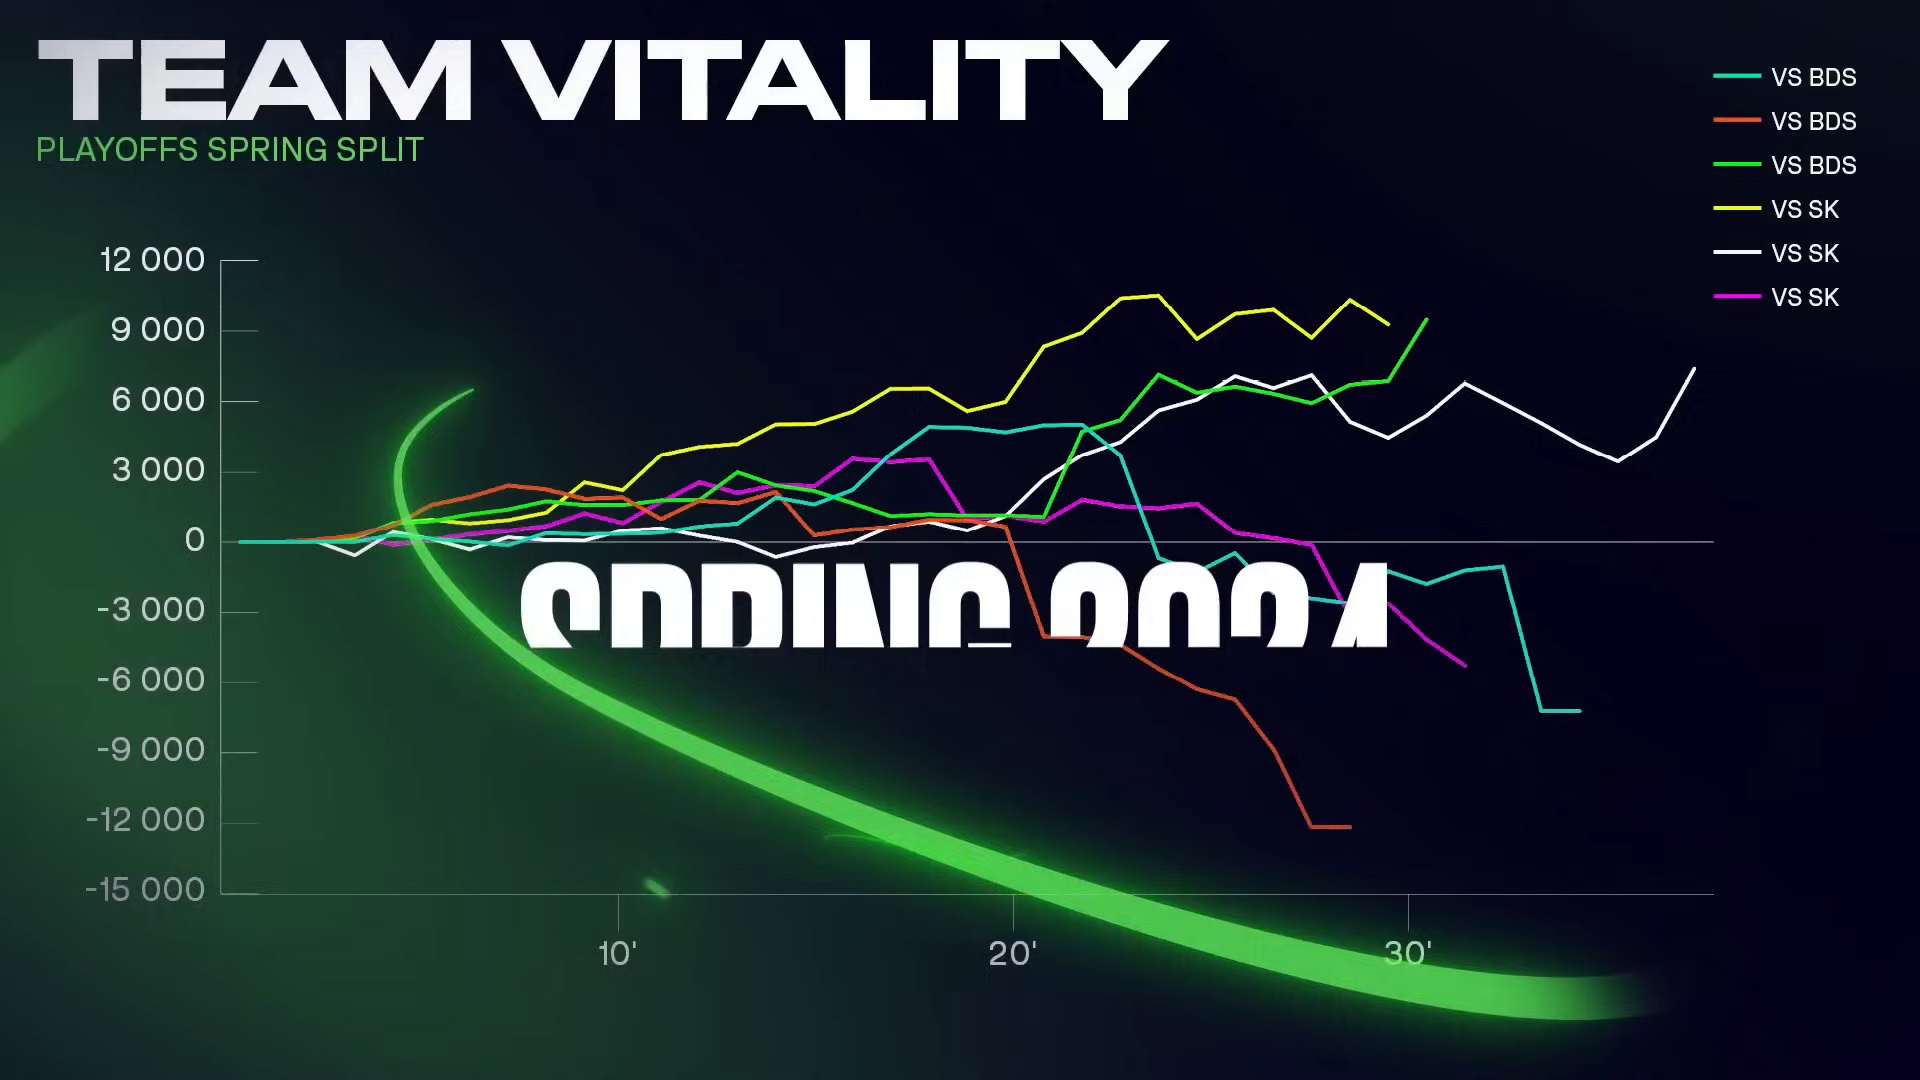 TEAM VITALITY
PLAYOFFS SPRING SPLIT
VS BDS
VS BDS
VS BDS
VS SK
VS SK
VS SK
12 000
9 000
6 000
3 000
0
-3 000
-6 000
-9 000
-12 000
-15 000
SPRING 2024
10'
20'
30'